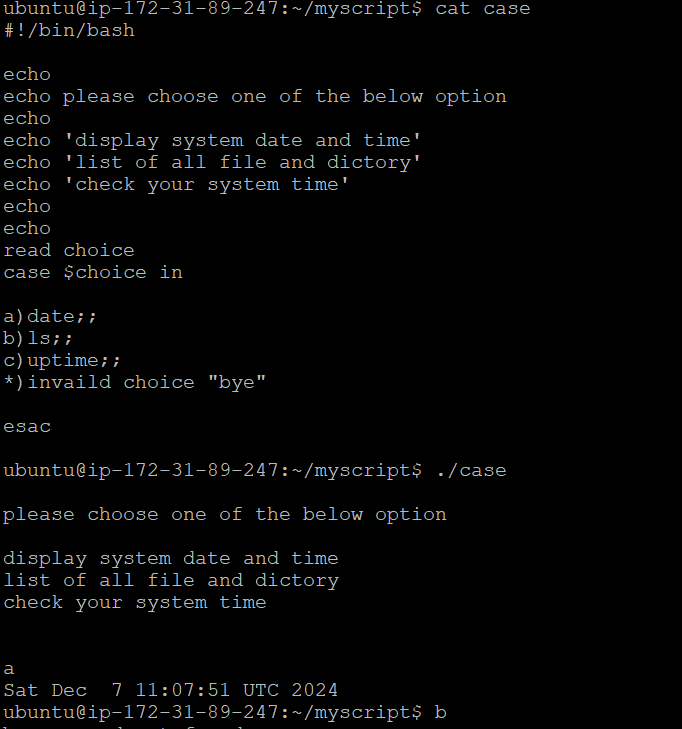 ubuntu@ip-172-31-89-247:~/myscript$ cat case
#!/bin/bash
echo
echo please choose one of the below option
echo
echo 'display system date and time'
echo 'list of all file and dictory'
echo 'check your system time'
echo
echo
read choice
case $choice in
a)date;;
b)ls;;
c)uptime;;
*)invaild choice "bye"
esac
ubuntu@ip-172-31-89-247:~/myscript$ ./case
please choose one of the below option
display system date and time
list of all file and dictory
check your system time
a
Sat Dec  7 11:07:51 UTC 2024
ubuntu@ip-172-31-89-247:~/myscript$ b